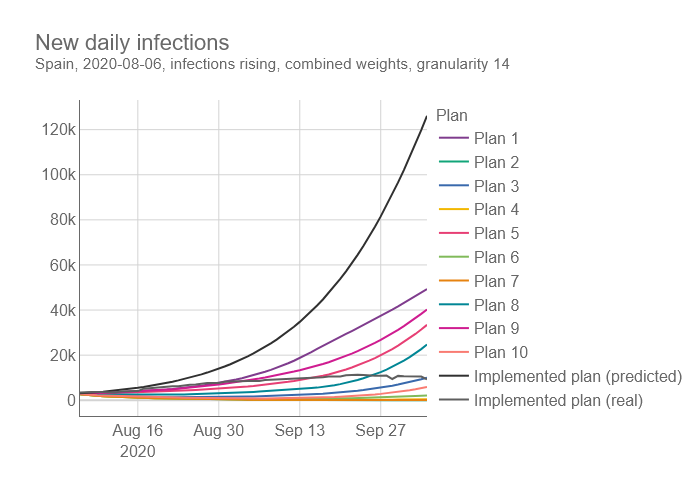 New daily infections
Spain, 2020-08-06, infections rising, combined weights, granularity 14
120k
100k
80k
60k
40k
20k
0
Aug 16
2020
Aug 30
Sep 13
Sep 27
Plan
Plan 1
Plan 2
Plan 3
Plan 4
Plan 5
Plan 6
Plan 7
Plan 8
Plan 9
Plan 10
Implemented plan (predicted)
Implemented plan (real)